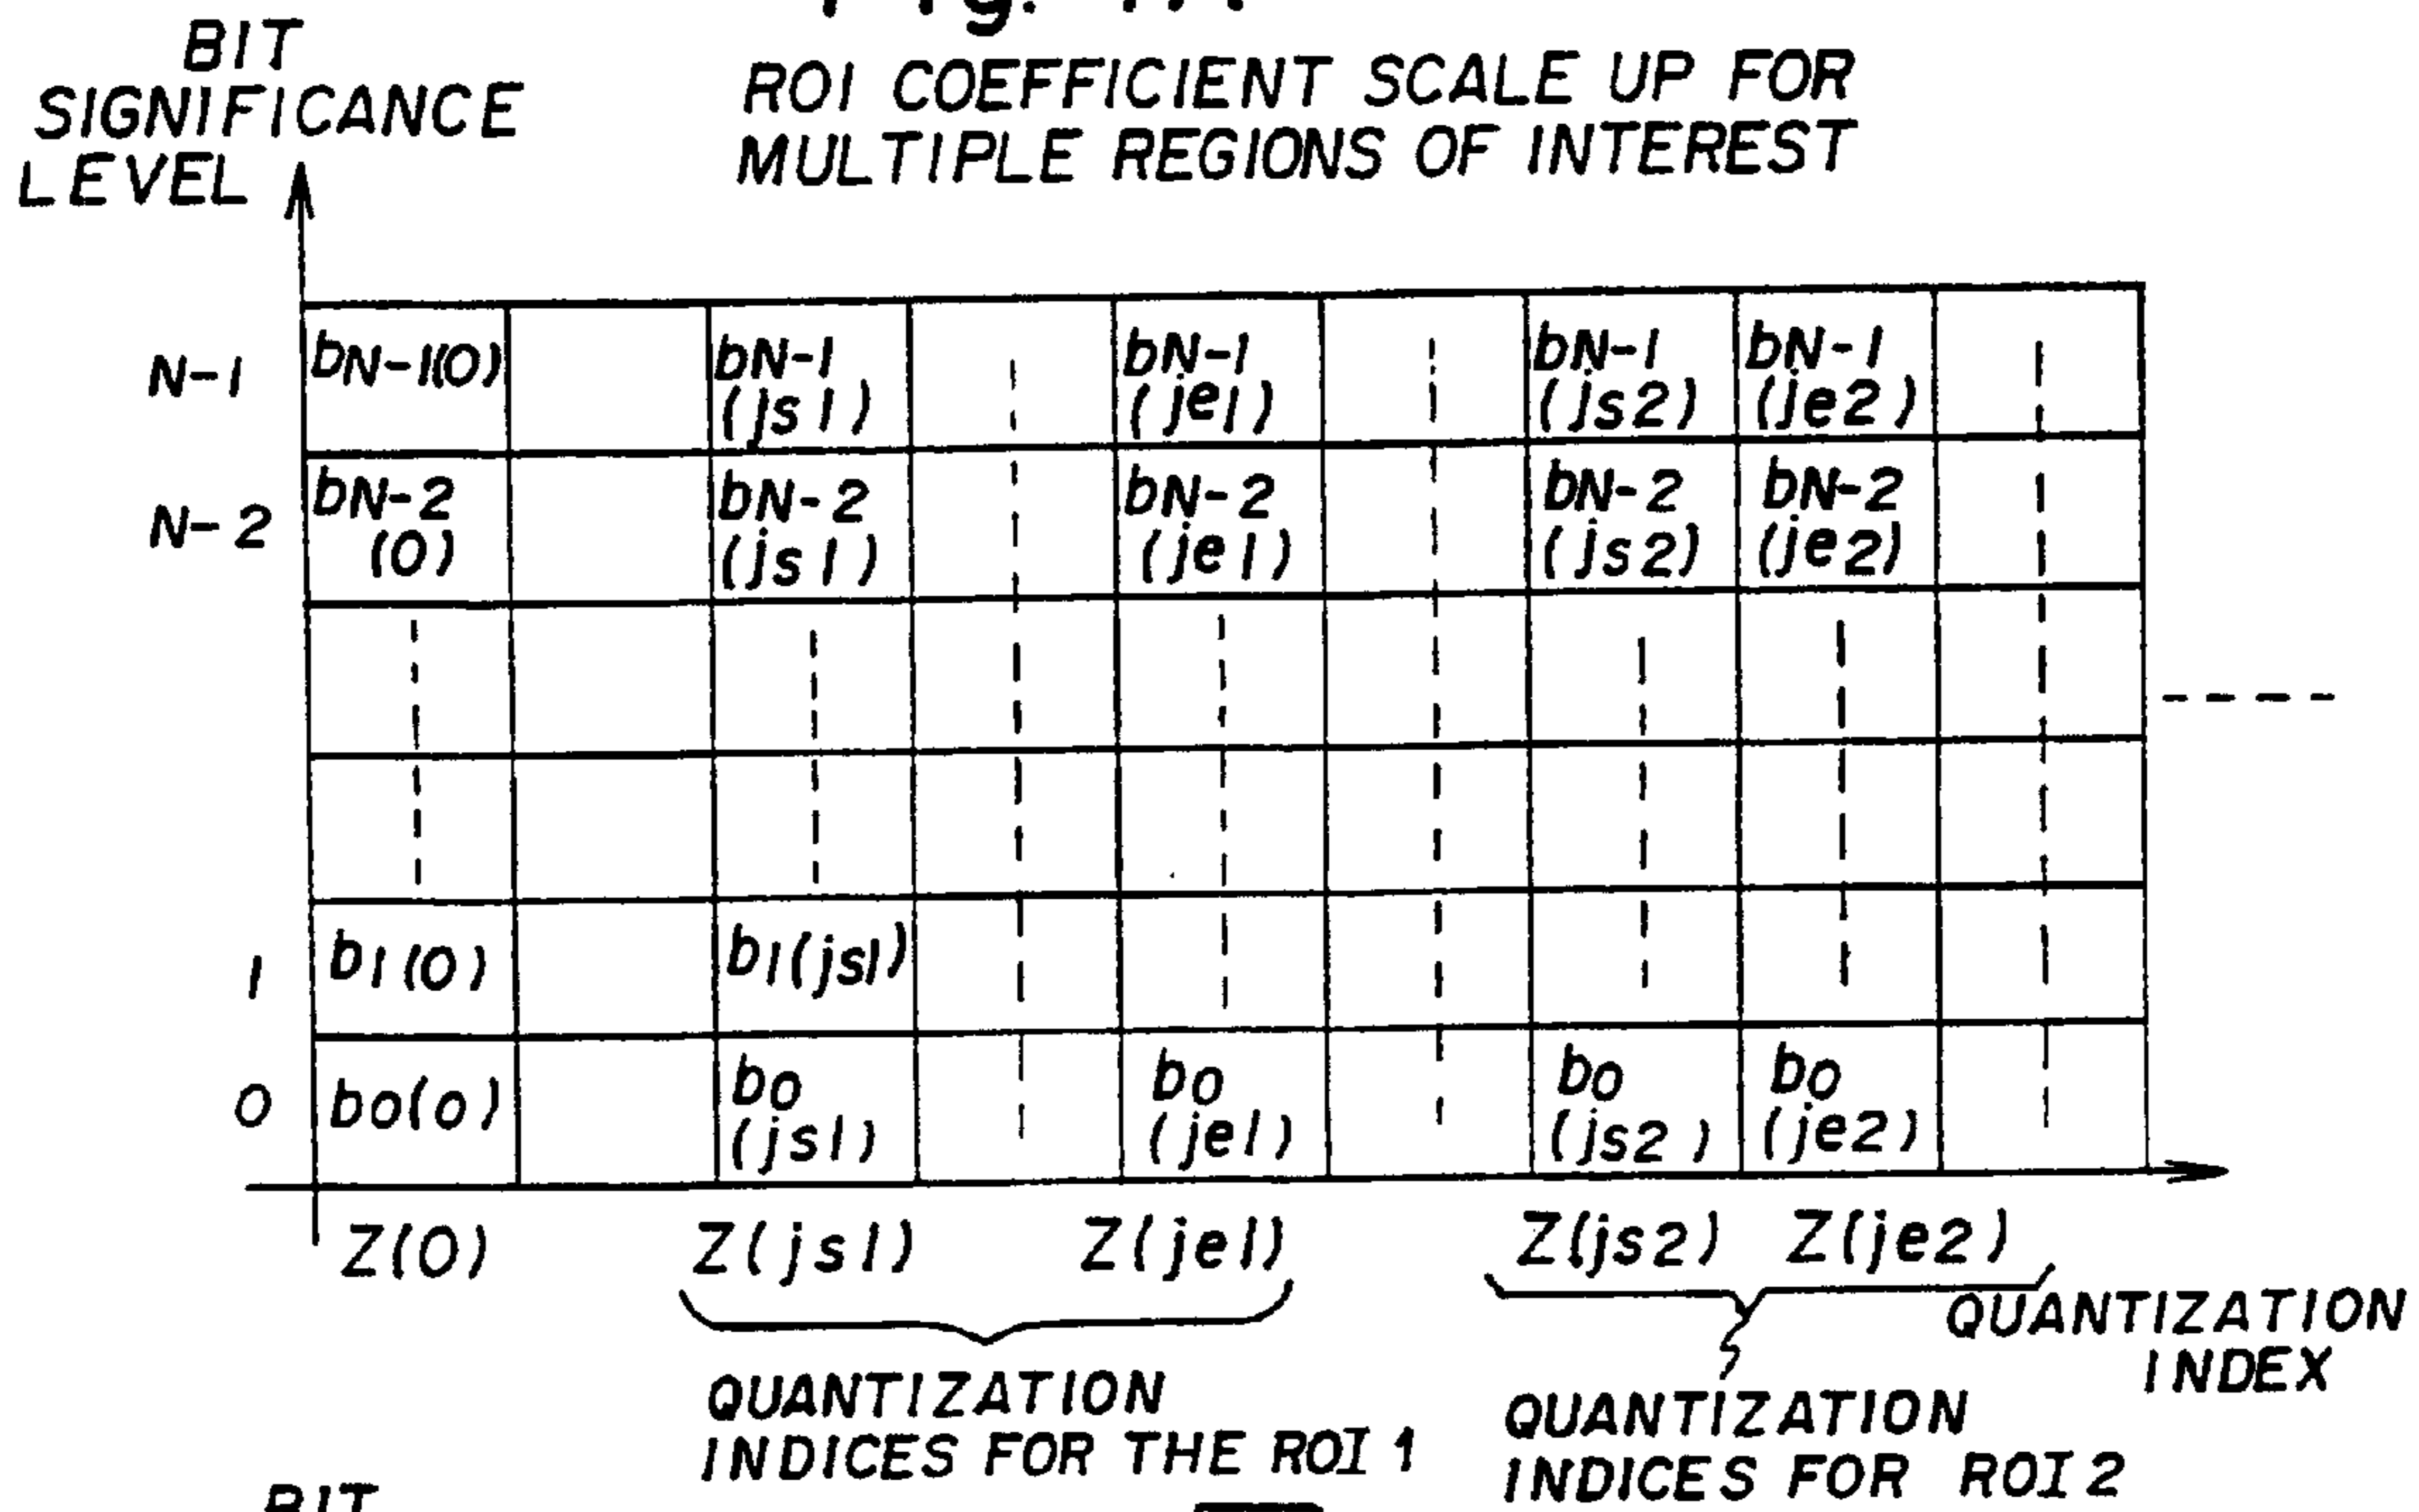 BIT
SIGNIFICANCE
LEVEL
ROI COEFFICIENT SCALE UP FOR
MULTIPLE REGIONS OF INTEREST
N-1
bN-1(0)
bN-1
(js1)
bN-1
(je1)
bN-1
(js2)
bN-1
(je2)
N-2
bN-2
(0)
bN-2
(js1)
bN-2
(je1)
bN-2
(js2)
bN-2
(je2)
1
b1(0)
b1(js1)
0
b0(0)
b0
(js1)
b0
(je1)
b0
(js2)
b0
(je2)
Z(0) Z(js1) Z(je1) Z(js2) Z(je2)
QUANTIZATION
INDEX
QUANTIZATION
INDICES FOR THE ROI 1
QUANTIZATION
INDICES FOR ROI 2
BIT